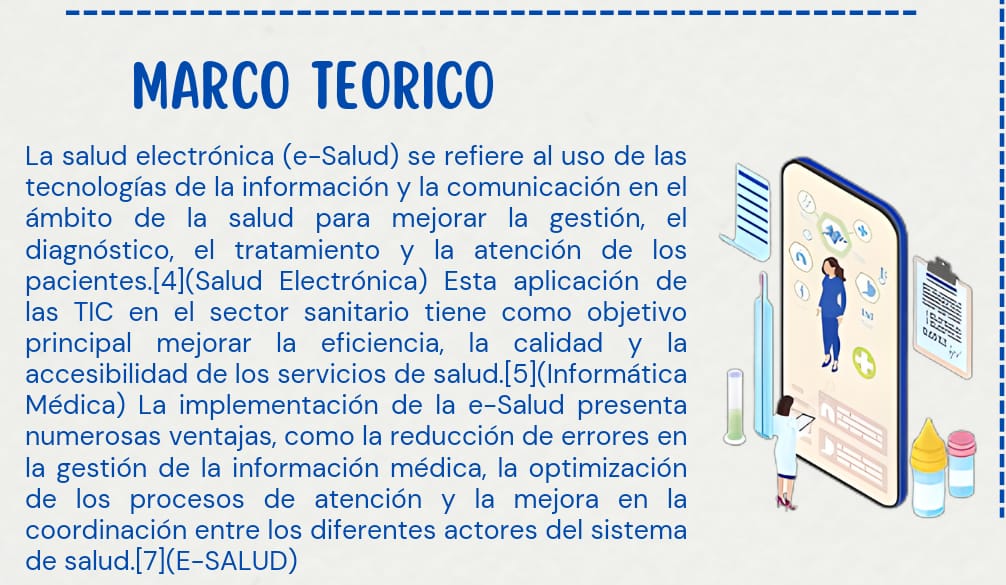 MARCO TEORICO
La salud electrónica (e-Salud) se refiere al uso de las
tecnologías de la información y la comunicación en el
ámbito de la salud para mejorar la gestión, el
diagnóstico, el tratamiento y la atención de los
pacientes.[4](Salud Electrónica) Esta aplicación de
las TIC en el sector sanitario tiene como objetivo
principal mejorar la eficiencia, la calidad y la
accesibilidad de los servicios de salud.[5](Informática
Médica) La implementación de la e-Salud presenta
numerosas ventajas, como la reducción de errores en
la gestión de la información médica, la optimización
de los procesos de atención y la mejora en la
coordinación entre los diferentes actores del sistema
de salud.[7](E-SALUD)